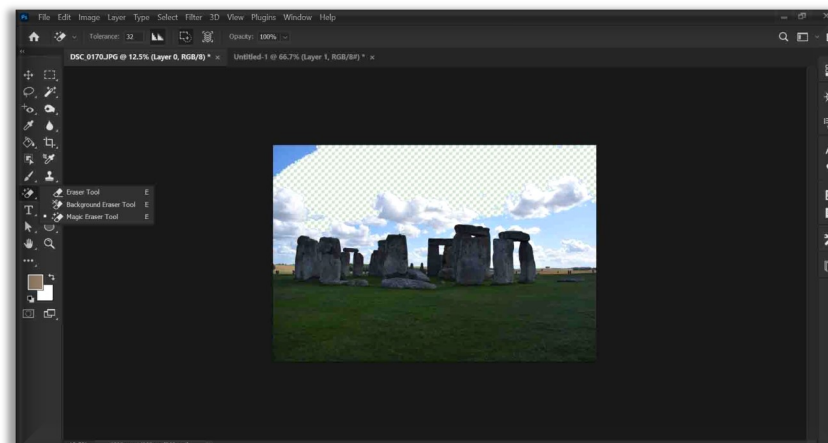 Ps File Edit Image Layer Type Select Filter 3D View Plugins Window Help
Tolerance: 32 Opacity: 100%
DSC_0170.JPG @ 12.5% (Layer 0, RGB/8) * × Untitled-1 @ 66.7% (Layer 1, RGB/8#) * ×
Eraser Tool E
Background Eraser Tool E
Magic Eraser Tool E